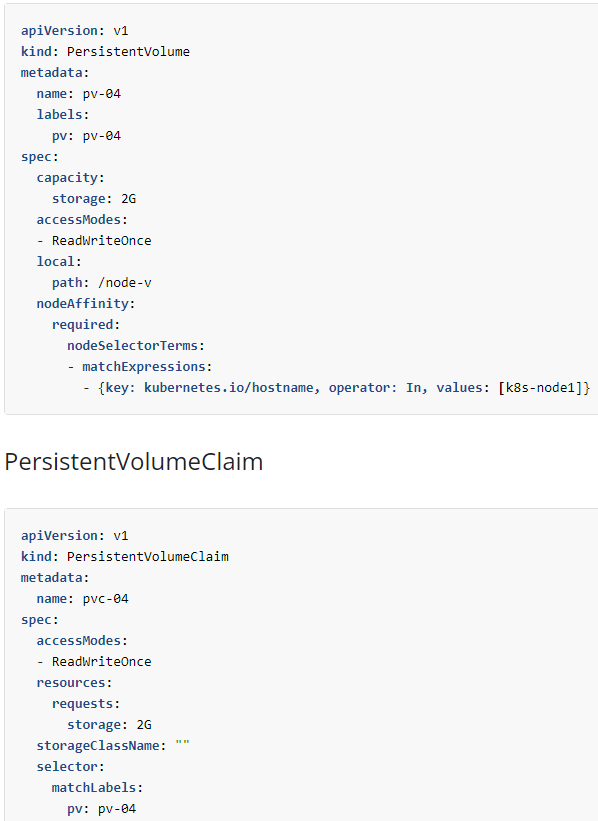 apiVersion: v1
kind: PersistentVolume
metadata:
  name: pv-04
  labels:
    pv: pv-04
spec:
  capacity:
    storage: 2G
  accessModes:
  - ReadWriteOnce
  local:
    path: /node-v
  nodeAffinity:
    required:
      nodeSelectorTerms:
      - matchExpressions:
        - {key: kubernetes.io/hostname, operator: In, values: [k8s-node1]}
PersistentVolumeClaim
apiVersion: v1
kind: PersistentVolumeClaim
metadata:
  name: pvc-04
spec:
  accessModes:
  - ReadWriteOnce
  resources:
    requests:
      storage: 2G
  storageClassName: ""
  selector:
    matchLabels:
      pv: pv-04